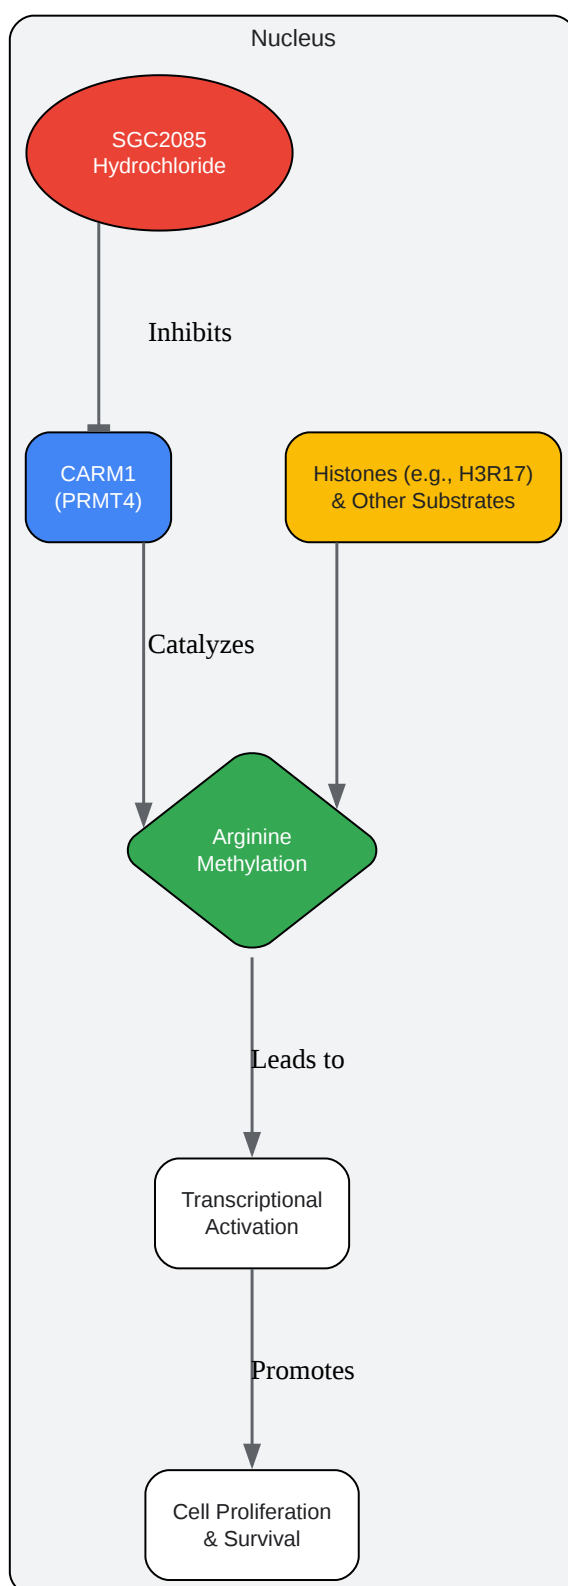 Nucleus
SGC2085
Hydrochloride
Inhibits
CARM1
(PRMT4)
Histones (e.g., H3R17)
& Other Substrates
Catalyzes
Arginine
Methylation
Leads to
Transcriptional
Activation
Promotes
Cell Proliferation
& Survival